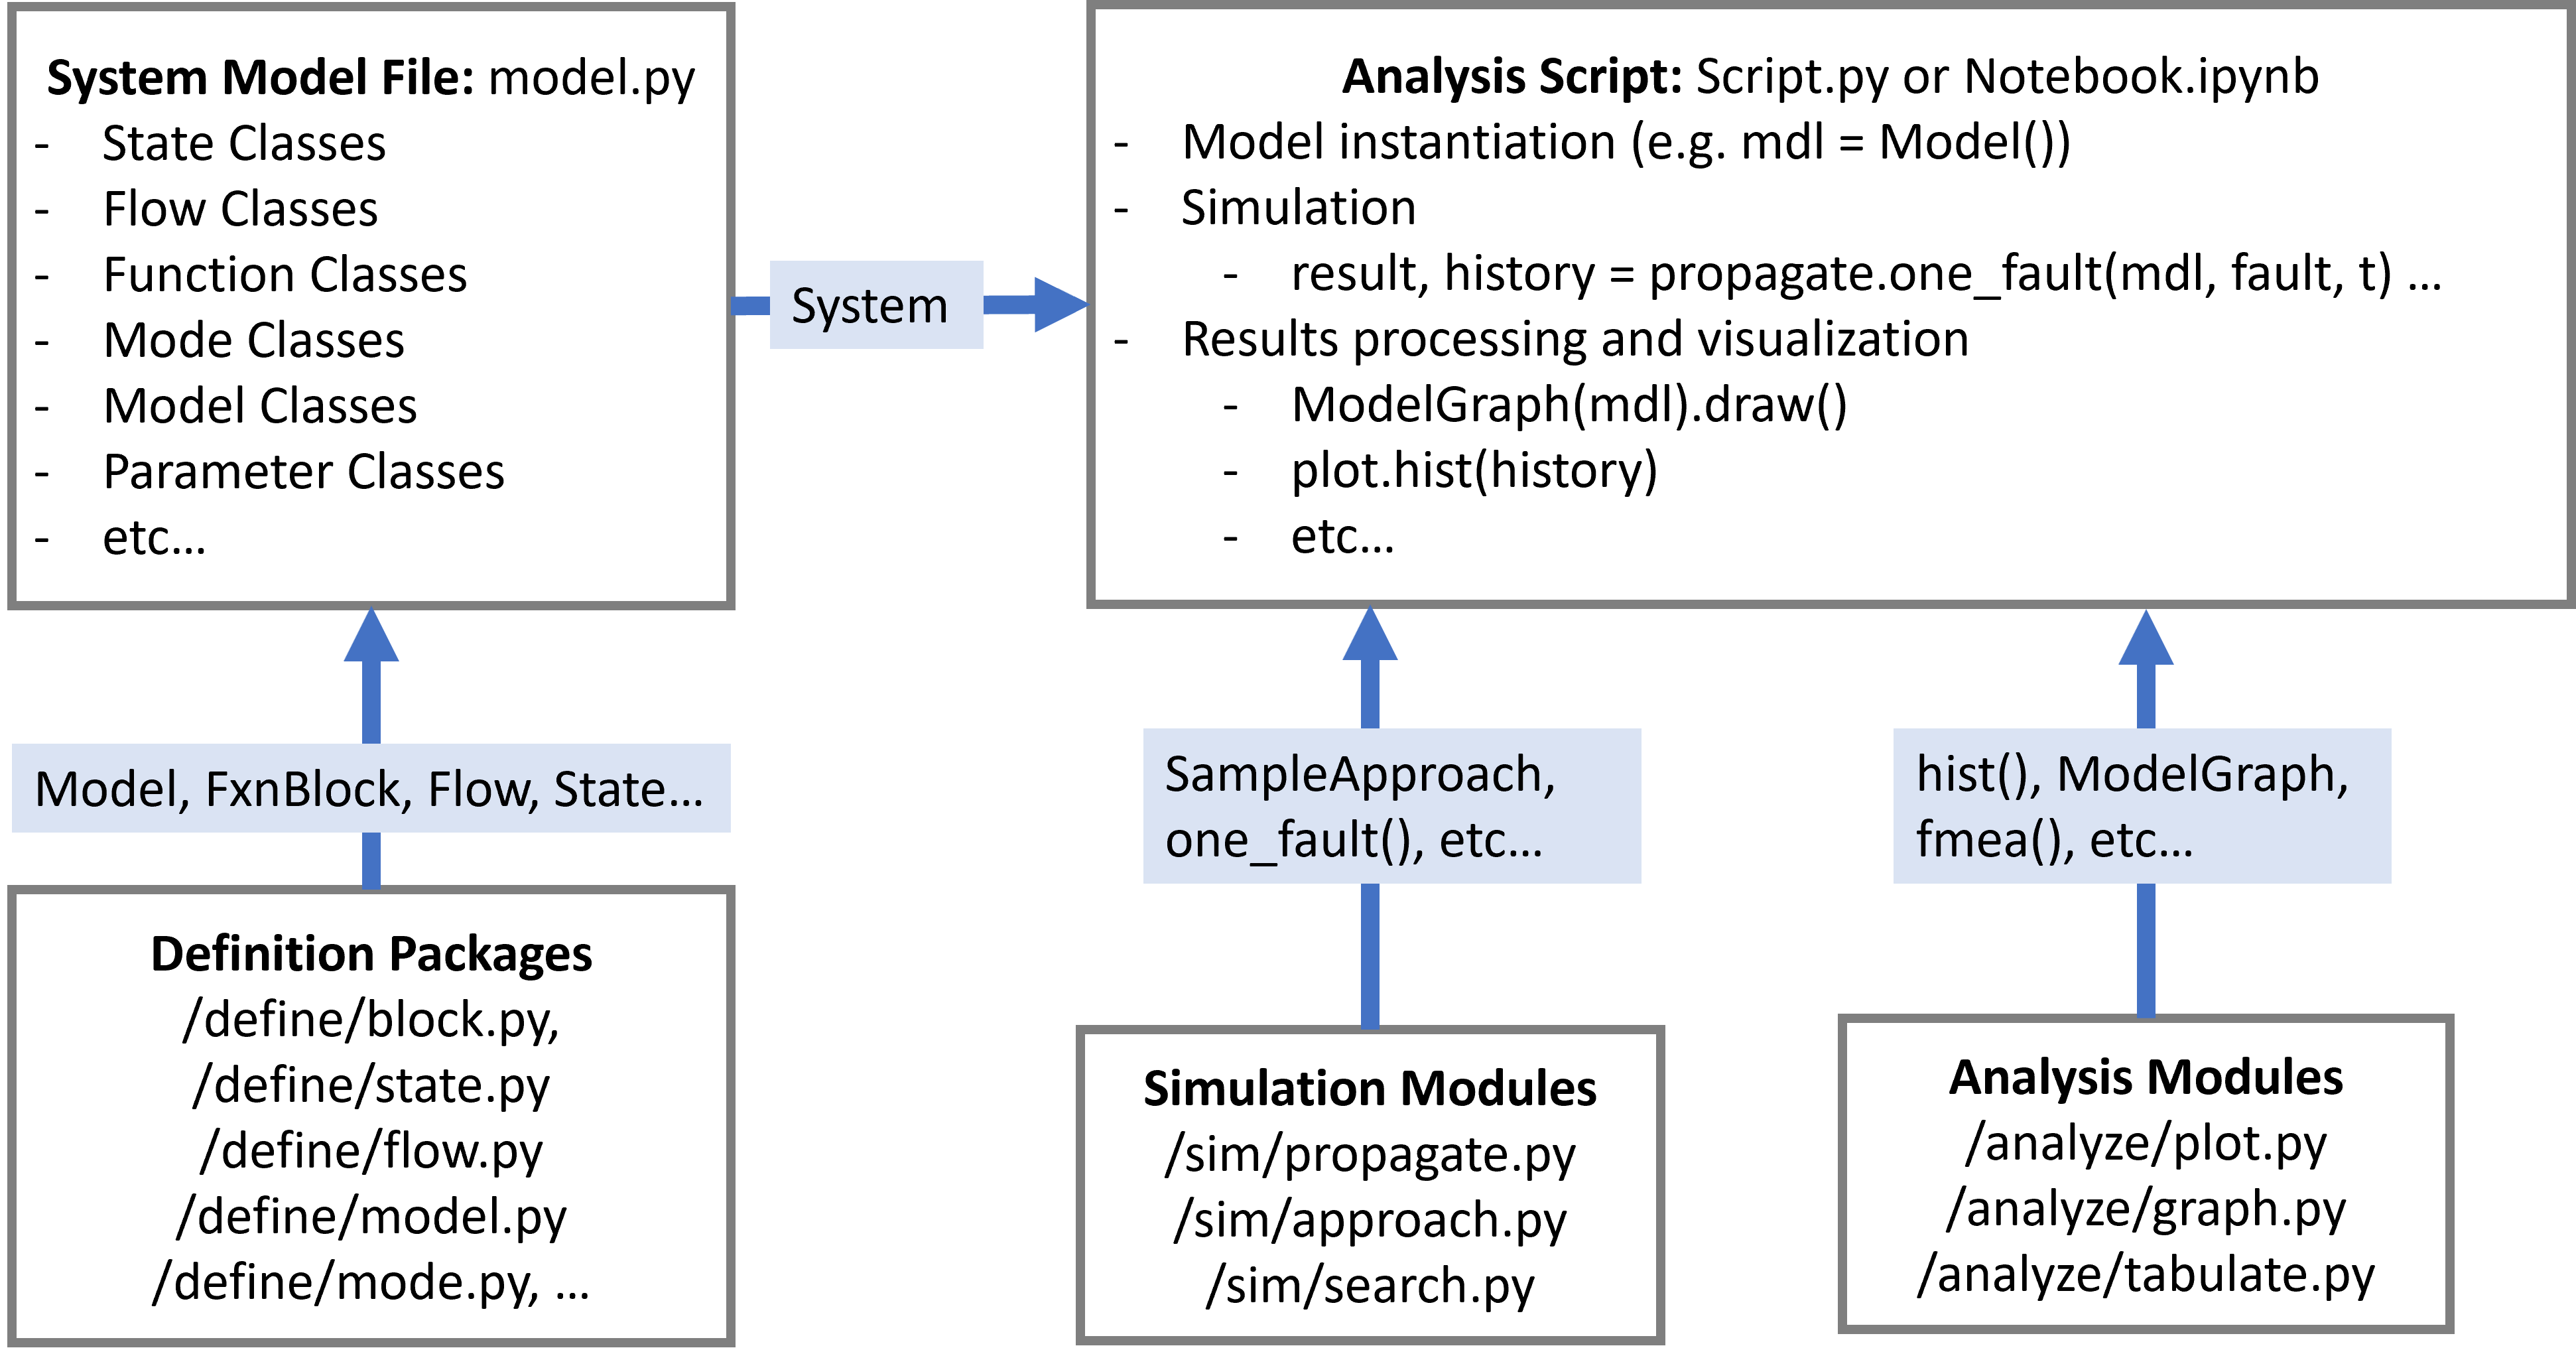 System Model File: model.py
- State Classes
- Flow Classes
- Function Classes
- Mode Classes
- Model Classes
- Parameter Classes
- etc…
System
Analysis Script: Script.py or Notebook.ipynb
- Model instantiation (e.g. mdl = Model())
- Simulation
- result, history = propagate.one_fault(mdl, fault, t) …
- Results processing and visualization
- ModelGraph(mdl).draw()
- plot.hist(history)
- etc…
Model, FxnBlock, Flow, State…
SampleApproach,
one_fault(), etc…
hist(), ModelGraph,
fmea(), etc…
Definition Packages
/define/block.py,
/define/state.py
/define/flow.py
/define/model.py
/define/mode.py, …
Simulation Modules
/sim/propagate.py
/sim/approach.py
/sim/search.py
Analysis Modules
/analyze/plot.py
/analyze/graph.py
/analyze/tabulate.py